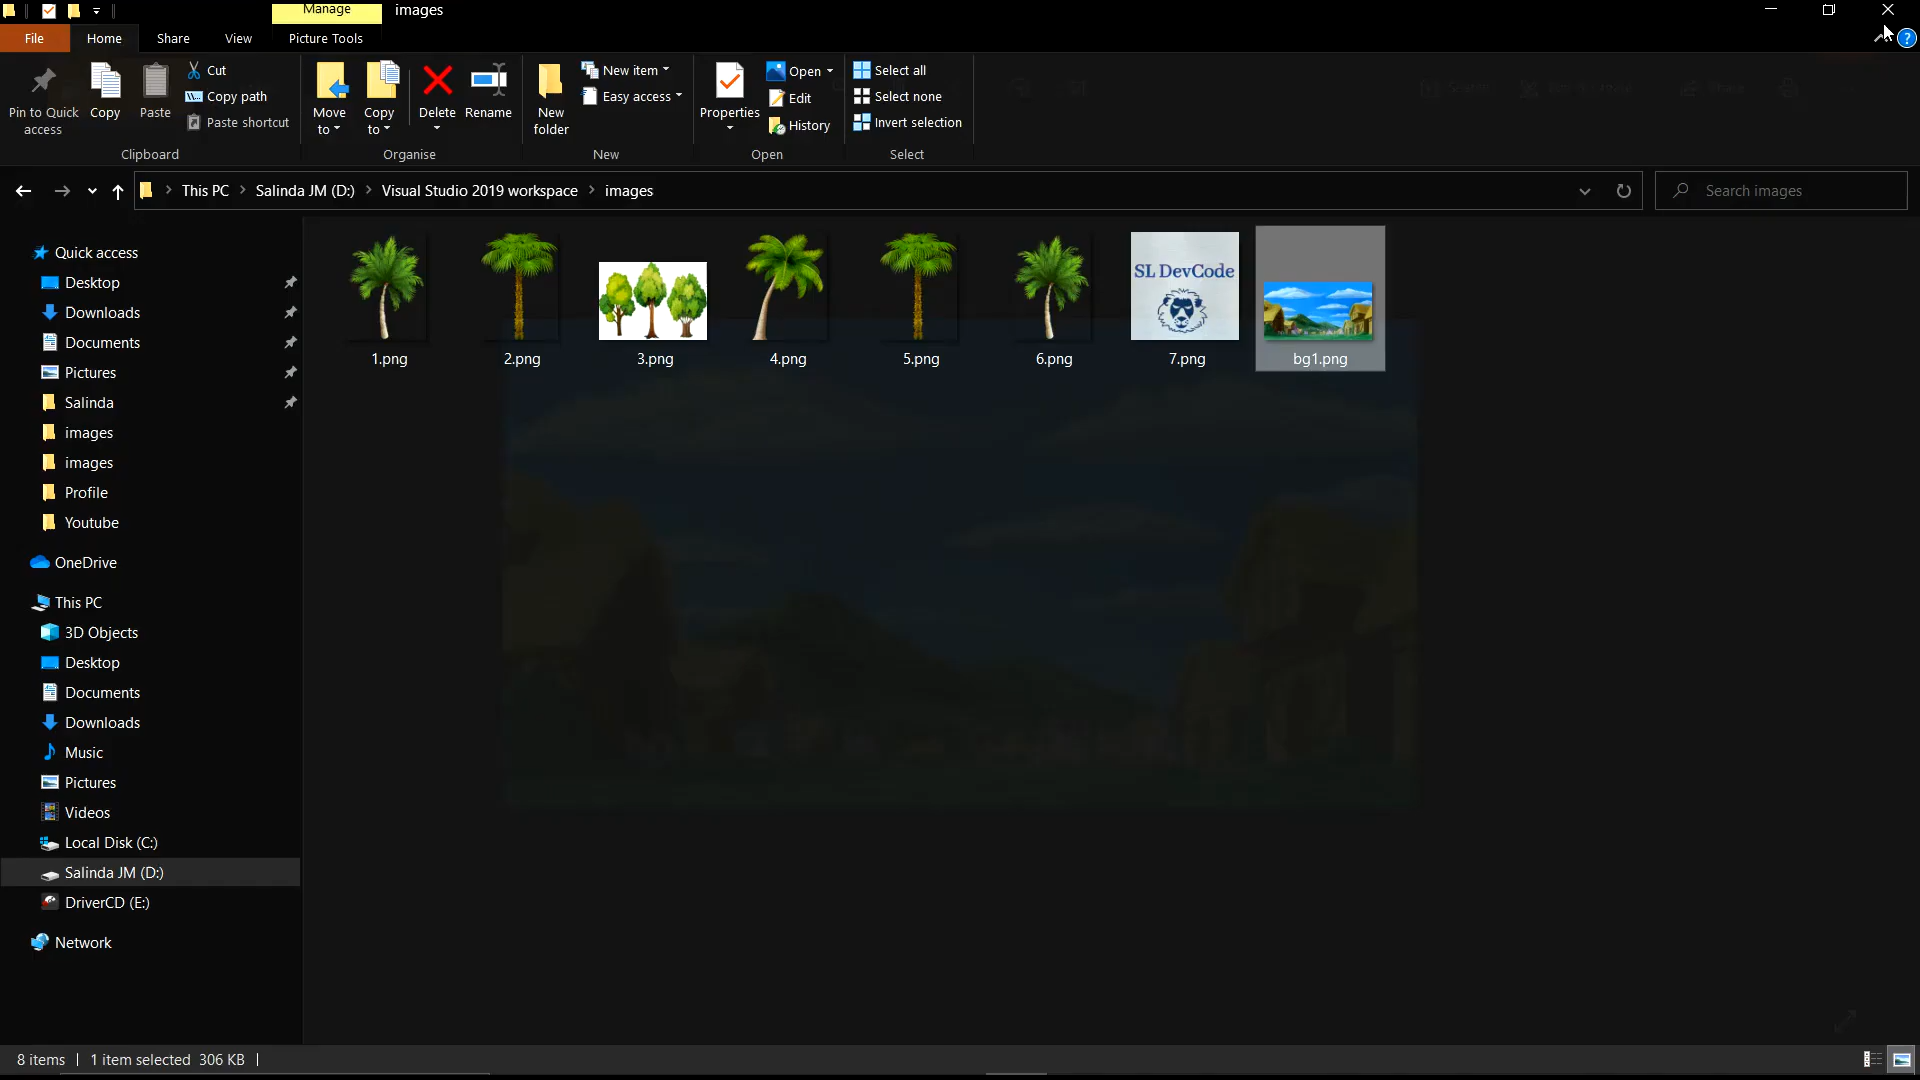 Manage
images
File
Home
Share
View
Picture Tools
Pin to Quick access
Copy
Paste
Cut
Copy path
Paste shortcut
Clipboard
Move to
Copy to
Delete
Rename
Organise
New folder
New item
Easy access
New
Properties
Open
Edit
History
Open
Select all
Select none
Invert selection
Select
This PC
Salinda JM (D:)
Visual Studio 2019 workspace
images
Search images
Quick access
Desktop
Downloads
Documents
Pictures
Salinda
images
images
Profile
Youtube
OneDrive
This PC
3D Objects
Desktop
Documents
Downloads
Music
Pictures
Videos
Local Disk (C:)
Salinda JM (D:)
DriverCD (E:)
Network
SL DevCode
1.png
2.png
3.png
4.png
5.png
6.png
7.png
bg1.png
8 items
1 item selected 306 KB